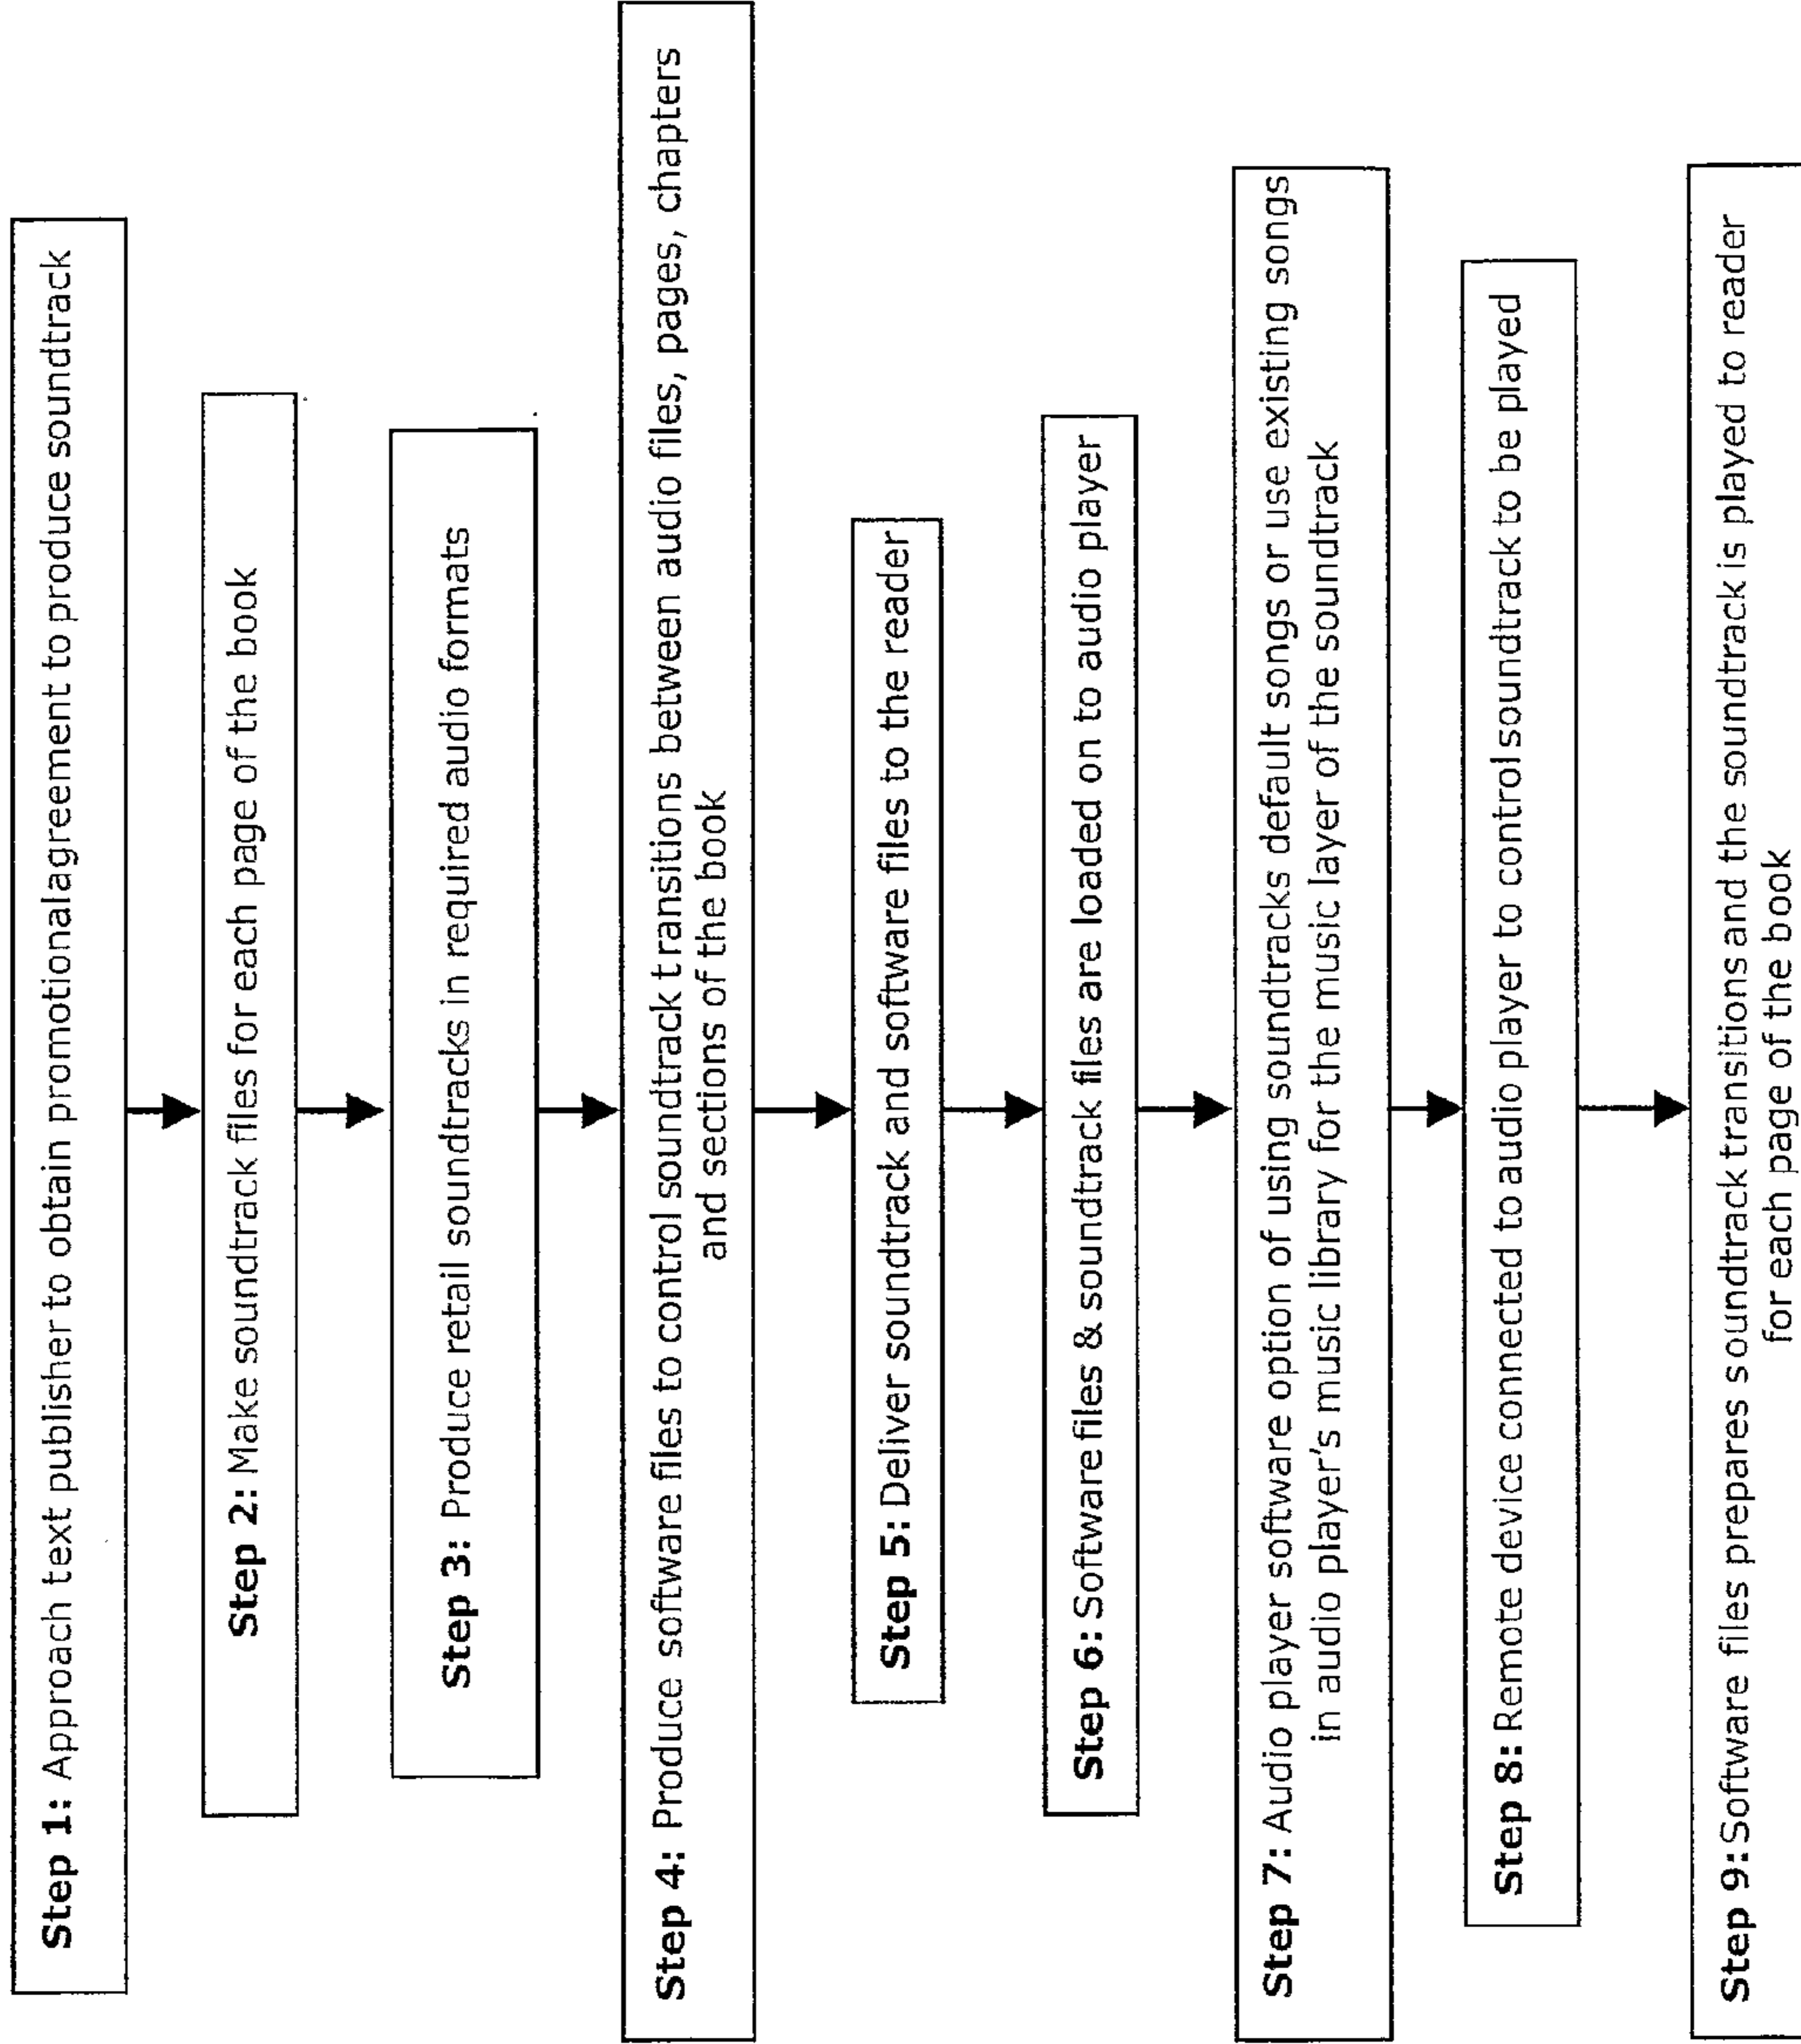 Step 1: Approach text publisher to obtain promotional agreement to produce soundtrack
Step 2: Make soundtrack files for each page of the book
Step 3: Produce retail soundtracks in required audio formats
Step 4: Produce software files to control soundtrack transitions between audio files, pages, chapters
and sections of the book
Step 5: Deliver soundtrack and software files to the reader
Step 6: Software files & soundtrack files are loaded on to audio player
Step 7: Audio player software option of using soundtracks default songs or use existing songs
in audio player's music library for the music layer of the soundtrack
Step 8: Remote device connected to audio player to control soundtrack to be played
Step 9: Software files prepares soundtrack transitions and the soundtrack is played to reader
for each page of the book